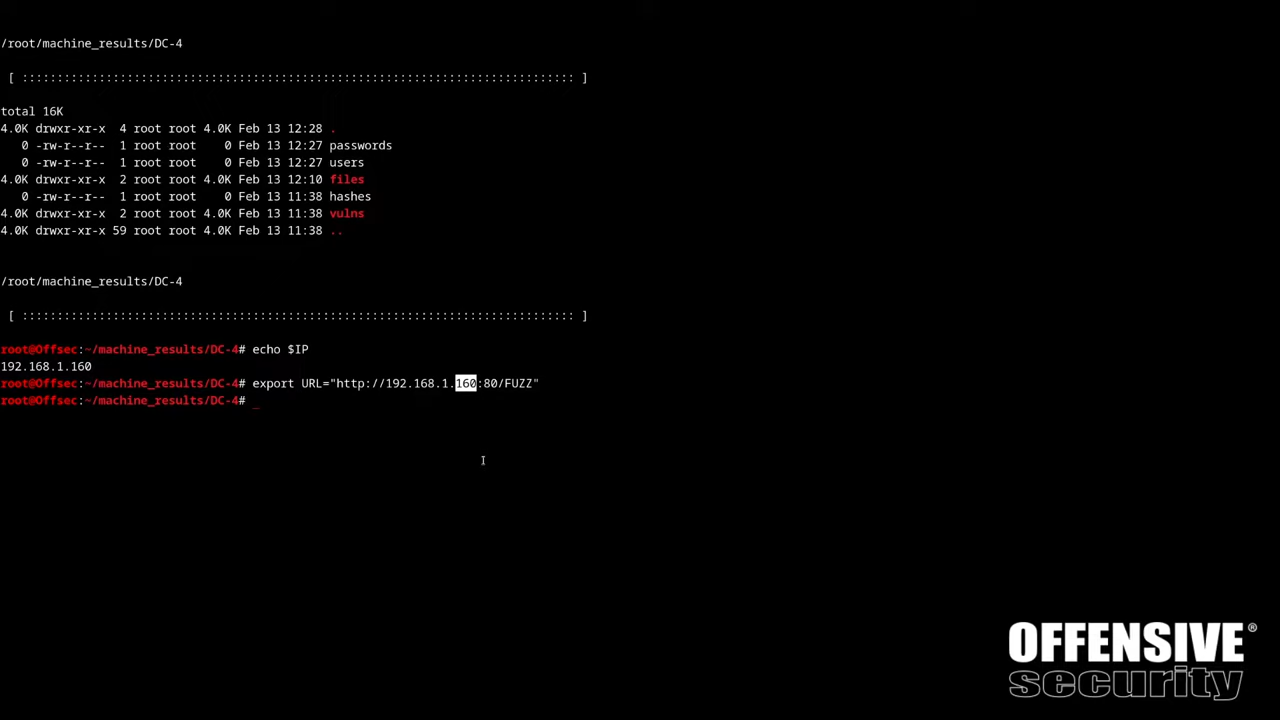 /root/machine_results/DC-4
[ ::::::::::::::::::::::::::::::::::::::::::::::::::::::::::::::::::::::::: ]
total 16K
4.0K drwxr-xr-x  4 root root 4.0K Feb 13 12:28 .
   0 -rw-r--r--  1 root root    0 Feb 13 12:27 passwords
   0 -rw-r--r--  1 root root    0 Feb 13 12:27 users
4.0K drwxr-xr-x  2 root root 4.0K Feb 13 12:10 files
   0 -rw-r--r--  1 root root    0 Feb 13 11:38 hashes
4.0K drwxr-xr-x  2 root root 4.0K Feb 13 11:38 vulns
4.0K drwxr-xr-x 59 root root 4.0K Feb 13 11:38 ..
/root/machine_results/DC-4
[ ::::::::::::::::::::::::::::::::::::::::::::::::::::::::::::::::::::::::: ]
root@Offsec:~/machine_results/DC-4# echo $IP
192.168.1.160
root@Offsec:~/machine_results/DC-4# export URL="http://192.168.1.160:80/FUZZ"
root@Offsec:~/machine_results/DC-4# _
OFFENSIVE®
security